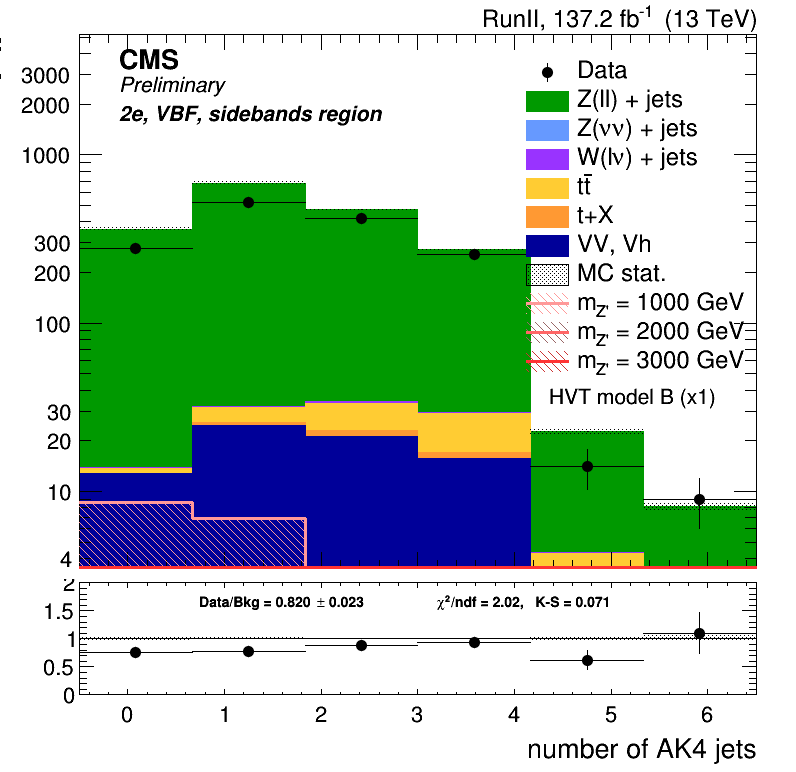 RunII, 137.2 fb⁻¹ (13 TeV)
CMS
Preliminary
2e, VBF, sidebands region
Data
Z(ll) + jets
Z(νν) + jets
W(lν) + jets
tt̄
t+X
VV, Vh
MC stat.
m_Z' = 1000 GeV
m_Z' = 2000 GeV
m_Z' = 3000 GeV
HVT model B (x1)
3000
2000
1000
300
200
100
30
20
10
4
Data/Bkg = 0.820 ± 0.023 χ²/ndf = 2.02, K-S = 0.071
2
1.5
1
0.5
0
0 1 2 3 4 5 6
number of AK4 jets